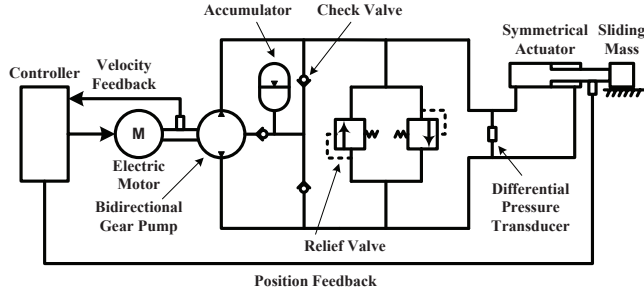 Accumulator
Check Valve
Symmetrical
Actuator
Sliding
Mass
Controller
Velocity
Feedback
M
Electric
Motor
Bidirectional
Gear Pump
Relief Valve
Differential
Pressure
Transducer
Position Feedback